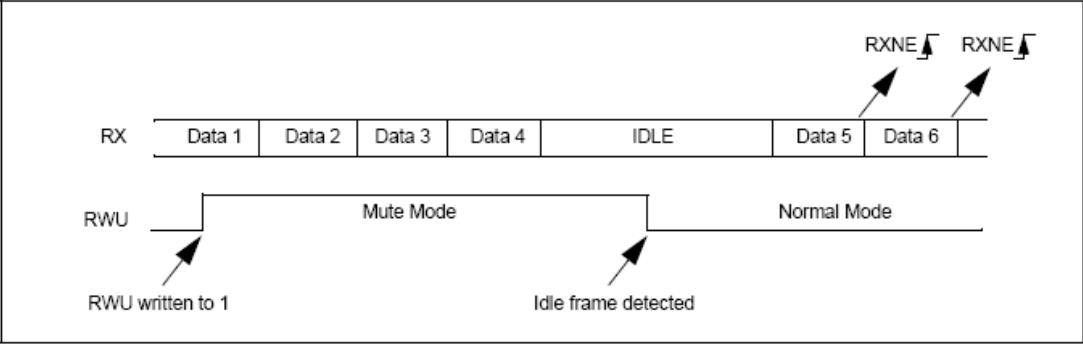 RXNE RXNE
RX Data 1 Data 2 Data 3 Data 4 IDLE Data 5 Data 6
RWU Mute Mode Normal Mode
RWU written to 1 Idle frame detected